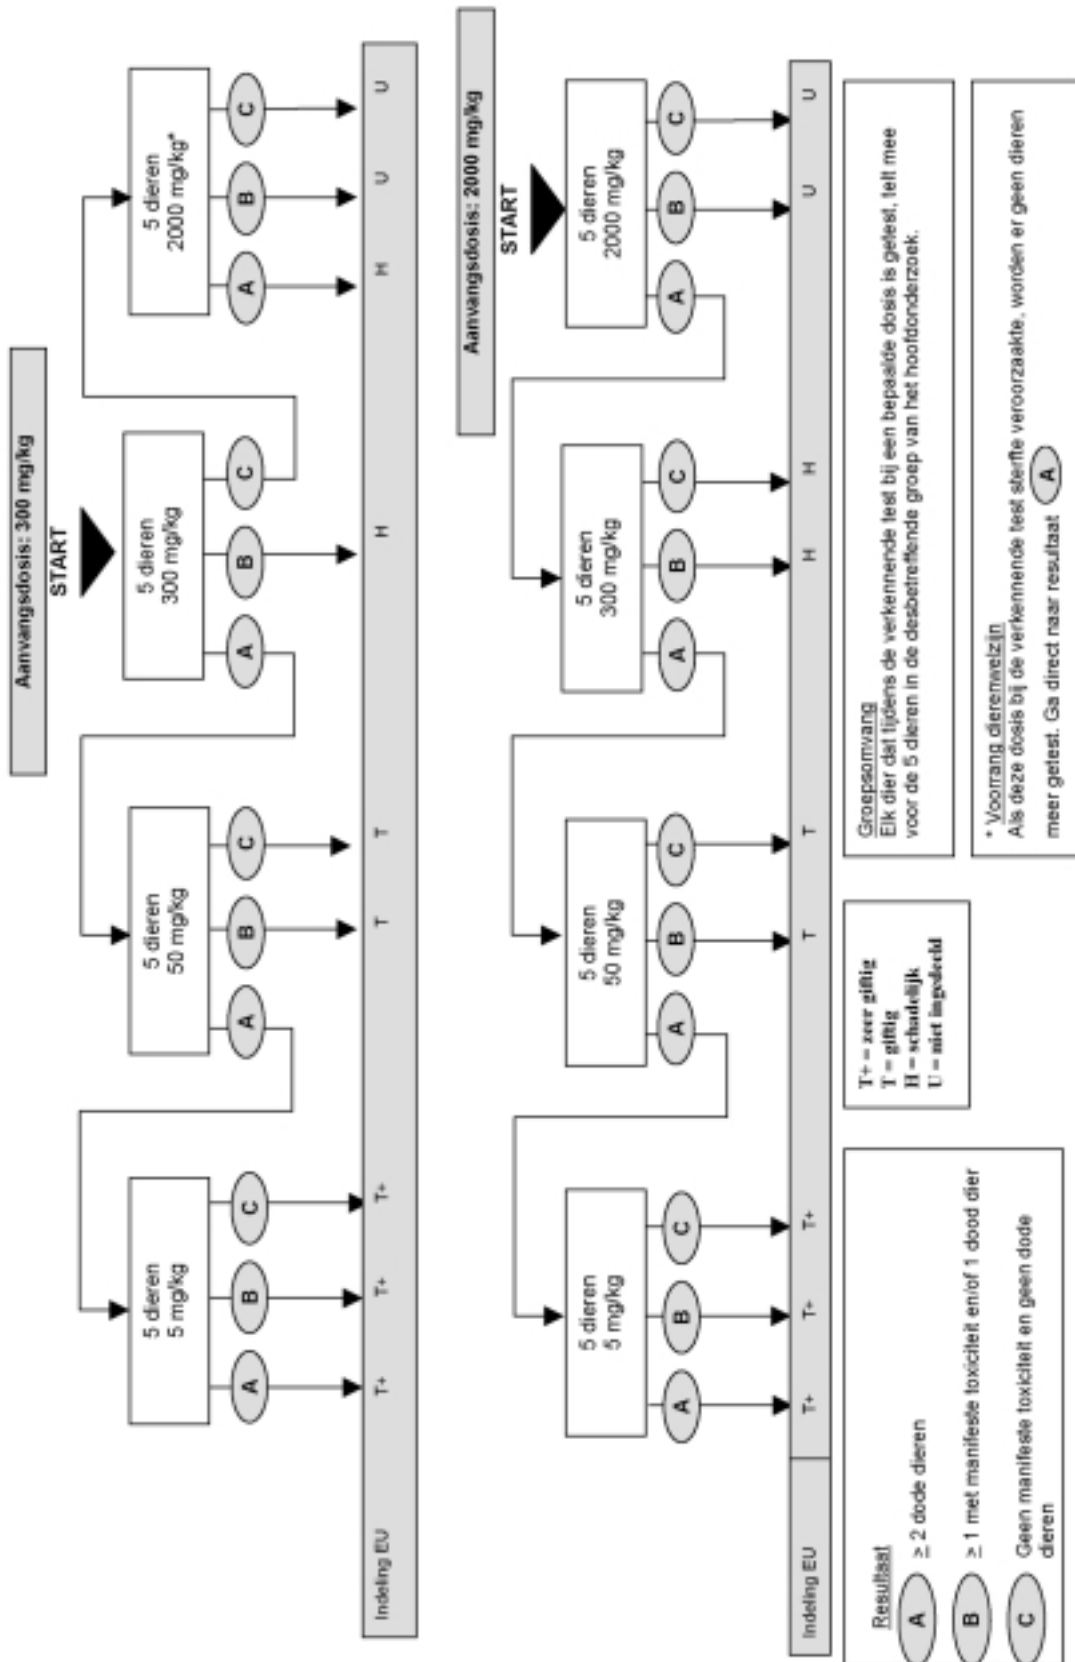 Aanvangsdosis: 300 mg/kg
START
5 dieren
5 mg/kg
5 dieren
50 mg/kg
5 dieren
300 mg/kg
5 dieren
2000 mg/kg*
A B C A B C A B C A B C
Indeling EU T+ T+ T+ T T H H U U
Aanvangsdosis: 2000 mg/kg
START
5 dieren
5 mg/kg
5 dieren
50 mg/kg
5 dieren
300 mg/kg
5 dieren
2000 mg/kg
A B C A B C A B C A B C
Indeling EU T+ T+ T+ T T H H U U
Resultaat
A ≥ 2 dode dieren
B ≥ 1 met manifeste toxiciteit en/of 1 dood dier
C Geen manifeste toxiciteit en geen dode
dieren
T+ = zeer giftig
T = giftig
H = schadelijk
U = niet ingedeeld
Groepsomvang
Elk dier dat tijdens de verkennende test bij een bepaalde dosis is getest, telt mee
voor de 5 dieren in de desbetreffende groep van het hoofdonderzoek.
* Voorrang dierenwelzijn
Als deze dosis bij de verkennende test sterfte veroorzaakte, worden er geen dieren
meer getest. Ga direct naar resultaat A